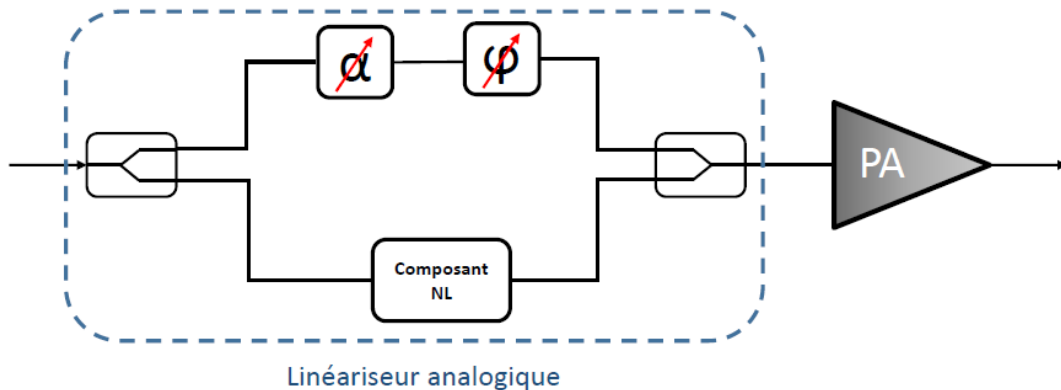 α
φ
PA
Composant
NL
Linéariseur analogique